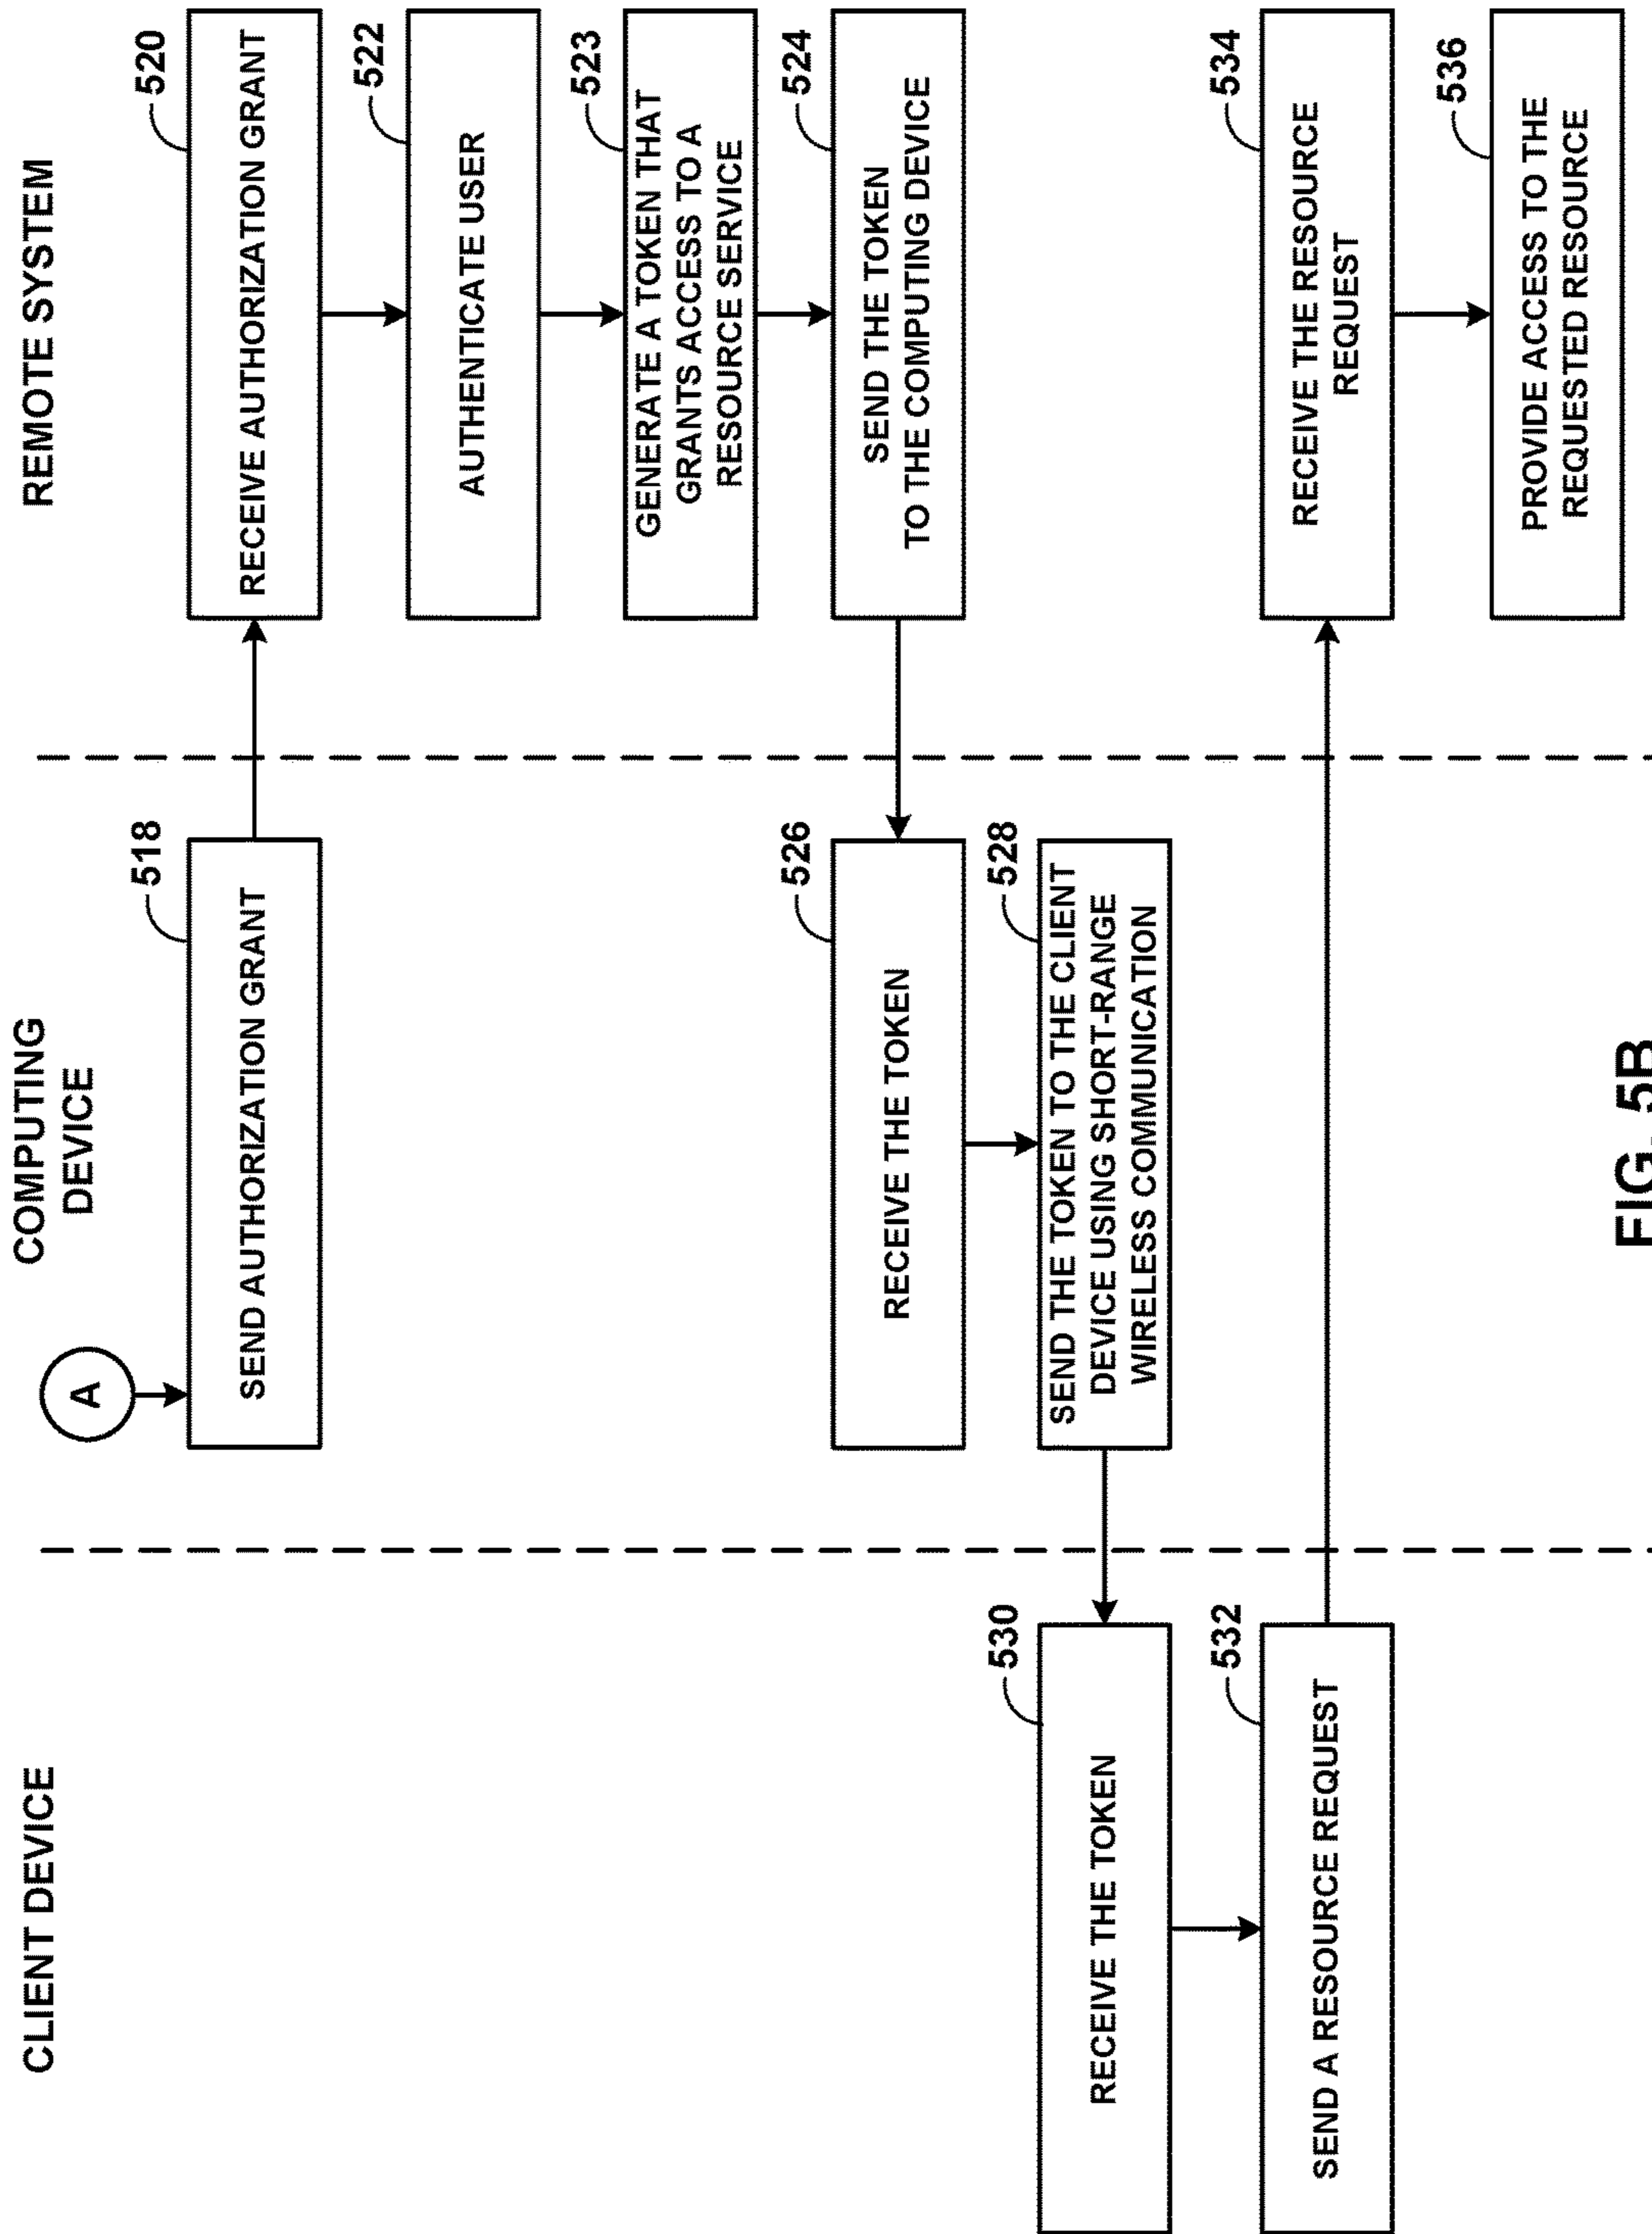 CLIENT DEVICE
COMPUTING
DEVICE
REMOTE SYSTEM
A
518
SEND AUTHORIZATION GRANT
520
RECEIVE AUTHORIZATION GRANT
522
AUTHENTICATE USER
523
GENERATE A TOKEN THAT
GRANTS ACCESS TO A
RESOURCE SERVICE
524
SEND THE TOKEN
TO THE COMPUTING DEVICE
526
RECEIVE THE TOKEN
528
SEND THE TOKEN TO THE CLIENT
DEVICE USING SHORT-RANGE
WIRELESS COMMUNICATION
530
RECEIVE THE TOKEN
532
SEND A RESOURCE REQUEST
534
RECEIVE THE RESOURCE
REQUEST
536
PROVIDE ACCESS TO THE
REQUESTED RESOURCE
FIG. 5B